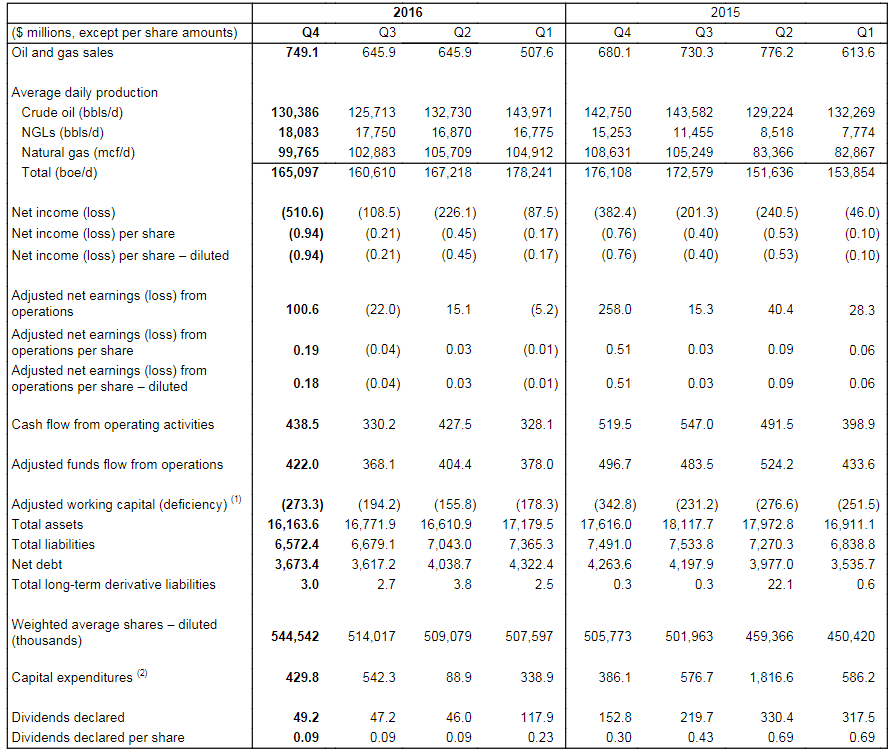 2016 2015
($ millions, except per share amounts) Q4 Q3 Q2 Q1 Q4 Q3 Q2 Q1
Oil and gas sales 749.1 645.9 645.9 507.6 680.1 730.3 776.2 613.6
Average daily production
Crude oil (bbls/d) 130,386 125,713 132,730 143,971 142,750 143,582 129,224 132,269
NGLs (bbls/d) 18,083 17,750 16,870 16,775 15,253 11,455 8,518 7,774
Natural gas (mcf/d) 99,765 102,883 105,709 104,912 108,631 105,249 83,366 82,867
Total (boe/d) 165,097 160,610 167,218 178,241 176,108 172,579 151,636 153,854
Net income (loss) (510.6) (108.5) (226.1) (87.5) (382.4) (201.3) (240.5) (46.0)
Net income (loss) per share (0.94) (0.21) (0.45) (0.17) (0.76) (0.40) (0.53) (0.10)
Net income (loss) per share – diluted (0.94) (0.21) (0.45) (0.17) (0.76) (0.40) (0.53) (0.10)
Adjusted net earnings (loss) from
operations 100.6 (22.0) 15.1 (5.2) 258.0 15.3 40.4 28.3
Adjusted net earnings (loss) from
operations per share 0.19 (0.04) 0.03 (0.01) 0.51 0.03 0.09 0.06
Adjusted net earnings (loss) from
operations per share – diluted 0.18 (0.04) 0.03 (0.01) 0.51 0.03 0.09 0.06
Cash flow from operating activities 438.5 330.2 427.5 328.1 519.5 547.0 491.5 398.9
Adjusted funds flow from operations 422.0 368.1 404.4 378.0 496.7 483.5 524.2 433.6
Adjusted working capital (deficiency) (1) (273.3) (194.2) (155.8) (178.3) (342.8) (231.2) (276.6) (251.5)
Total assets 16,163.6 16,771.9 16,610.9 17,179.5 17,616.0 18,117.7 17,972.8 16,911.1
Total liabilities 6,572.4 6,679.1 7,043.0 7,365.3 7,491.0 7,533.8 7,270.3 6,838.8
Net debt 3,673.4 3,617.2 4,038.7 4,322.4 4,263.6 4,197.9 3,977.0 3,535.7
Total long-term derivative liabilities 3.0 2.7 3.8 2.5 0.3 0.3 22.1 0.6
Weighted average shares – diluted
(thousands) 544,542 514,017 509,079 507,597 505,773 501,963 459,366 450,420
Capital expenditures (2) 429.8 542.3 88.9 338.9 386.1 576.7 1,816.6 586.2
Dividends declared 49.2 47.2 46.0 117.9 152.8 219.7 330.4 317.5
Dividends declared per share 0.09 0.09 0.09 0.23 0.30 0.43 0.69 0.69